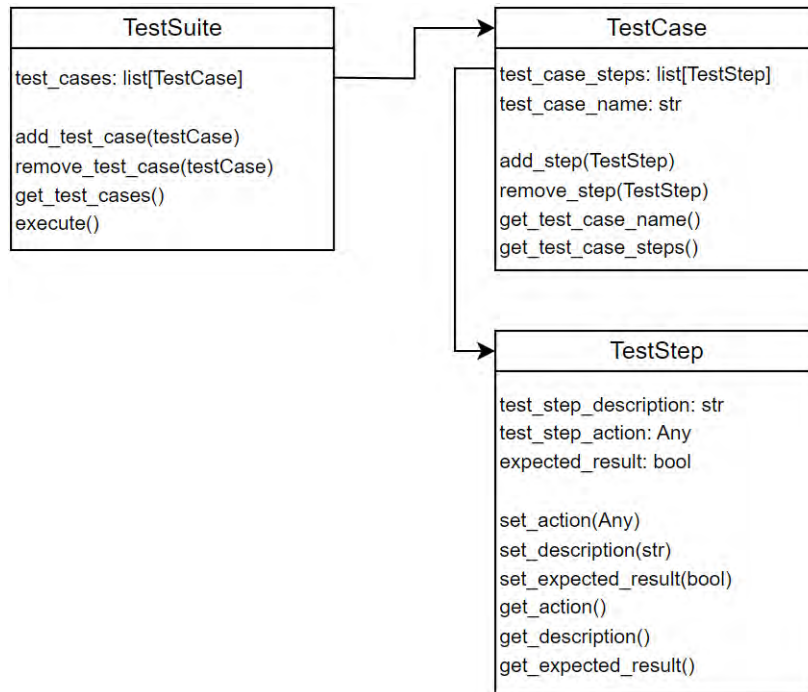 TestSuite
test_cases: list[TestCase]
add_test_case(testCase)
remove_test_case(testCase)
get_test_cases()
execute()
TestCase
test_case_steps: list[TestStep]
test_case_name: str
add_step(TestStep)
remove_step(TestStep)
get_test_case_name()
get_test_case_steps()
TestStep
test_step_description: str
test_step_action: Any
expected_result: bool
set_action(Any)
set_description(str)
set_expected_result(bool)
get_action()
get_description()
get_expected_result()